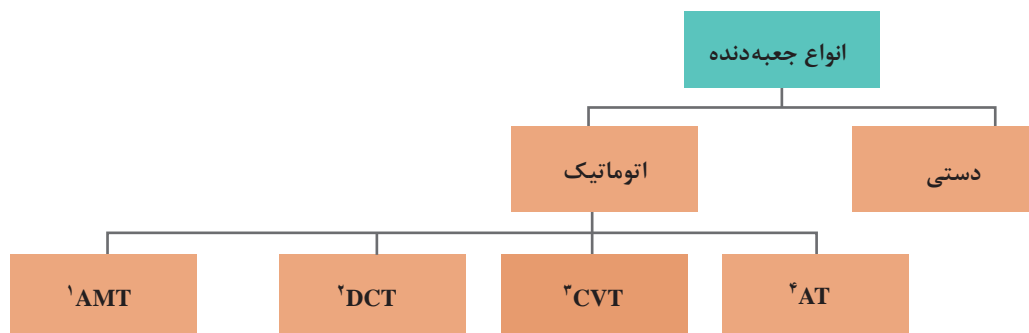 انواع جعبه‌دنده
دستی
اتوماتیک
۴AT
۳CVT
۲DCT
۱AMT